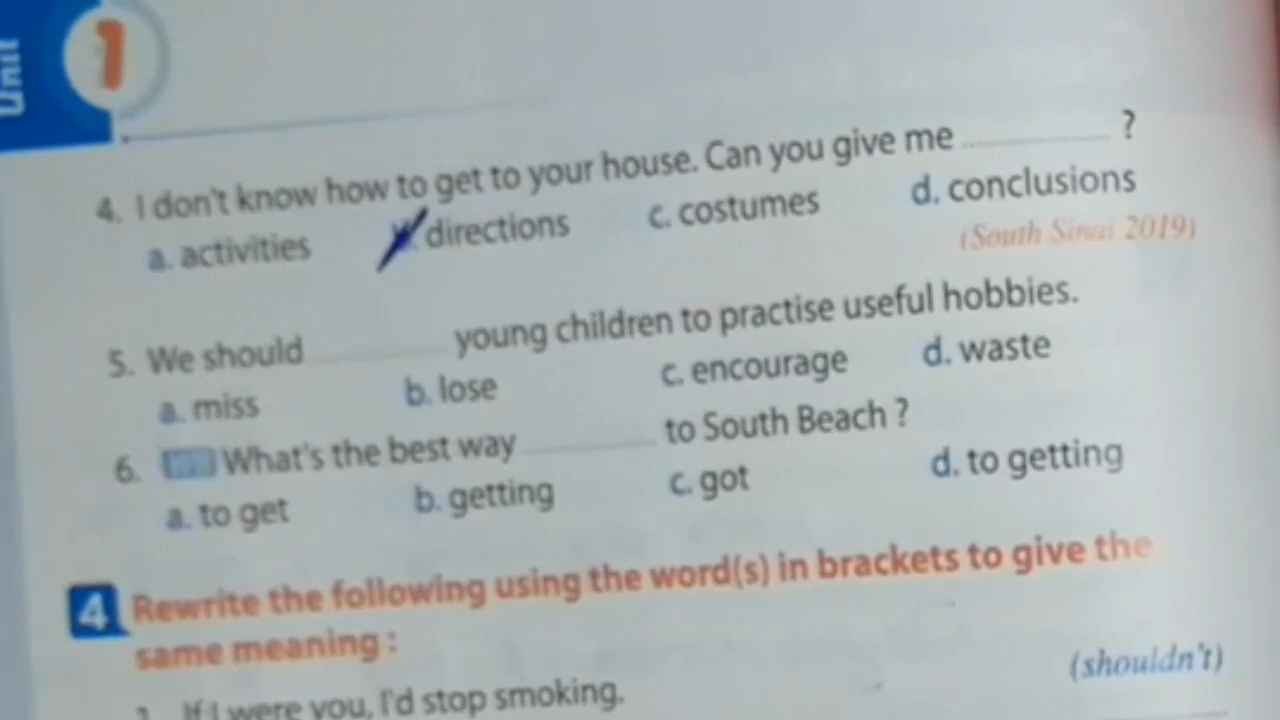 Unit
1
4. I don't know how to get to your house. Can you give me ............ ?
a. activities directions c. costumes d. conclusions
(South Sinai 2019)
5. We should ............ young children to practise useful hobbies.
a. miss b. lose c. encourage d. waste
6. What's the best way ............ to South Beach ?
a. to get b. getting c. got d. to getting
4 Rewrite the following using the word(s) in brackets to give the
same meaning :
1. If I were you, I'd stop smoking. (shouldn't)